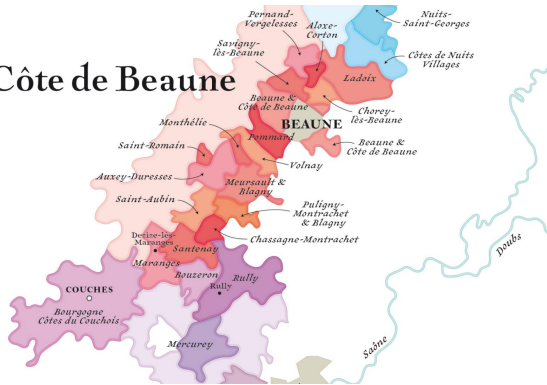 Pernand-
Vergelesses
Aloxe-
Corton
Nuits-
Saint-Georges
Savigny-
lès-Beaune
Côtes de Nuits
Villages
Côte de Beaune
Ladoix
Beaune &
Côte de Beaune
Chorey-
lès-Beaune
Monthélie
BEAUNE
Pommard
Beaune &
Côte de Beaune
Saint-Romain
Volnay
Auxey-Duresses
Meursault &
Blagny
Saint-Aubin
Puligny-
Montrachet
& Blagny
Dezize-lès-
Maranges
Chassagne-Montrachet
Santenay
Maranges
Bouzeron
Rully
Rully
COUCHES
Bourgogne
Côtes du Couchois
Mercurey
Saône
Doubs